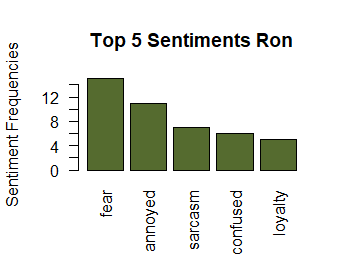 Top 5 Sentiments Ron
Sentiment Frequencies
12
8
4
0
fear
annoyed
sarcasm
confused
loyalty